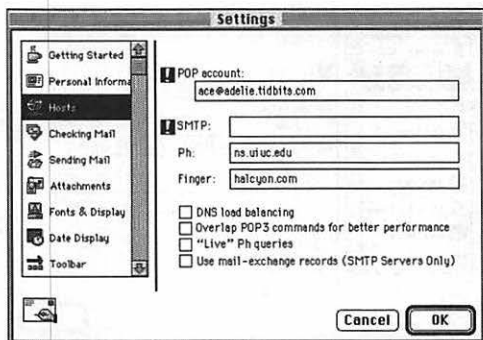 Settings
Getting Started
Personal Informa
Hosts
Checking Mail
Sending Mail
Attachments
Fonts & Display
Date Display
Toolbar
POP account:
ace@adelie.tidbits.com
SMTP:
Ph:
ns.uiuc.edu
Finger:
halcyon.com
DNS load balancing
Overlap POP3 commands for better performance
"Live" Ph queries
Use mail-exchange records (SMTP Servers Only)
Cancel
OK